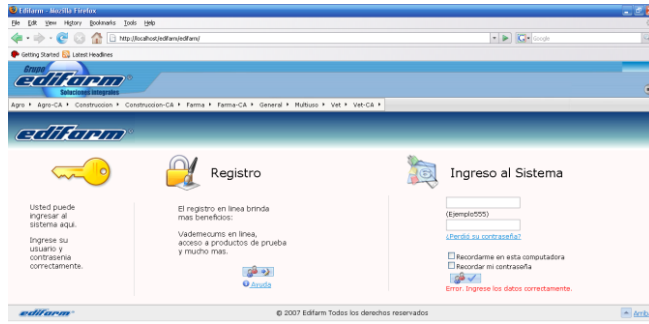 Edifarm - Mozilla Firefox
File Edit View History Bookmarks Tools Help
http://localhost/edifarm/edifarm/
Google
Getting Started Latest Headlines
Grupo
edifarm
Soluciones integrales
Agro Agro-CA Construccion Construccion-CA Farma Farma-CA General Multiuso Vet Vet-CA
edifarm
Registro
Ingreso al Sistema
Usted puede
ingresar al
sistema aqui.
Ingrese su
usuario y
contrasenia
correctamente.
El registro en linea brinda
mas beneficios:
Vademecums en linea,
acceso a productos de prueba
y mucho mas.
Ayuda
(Ejemplo555)
¿Perdió su contraseña?
Recordarme en esta computadora
Recordar mi contraseña
Error. Ingrese los datos correctamente.
edifarm
© 2007 Edifarm Todos los derechos reservados